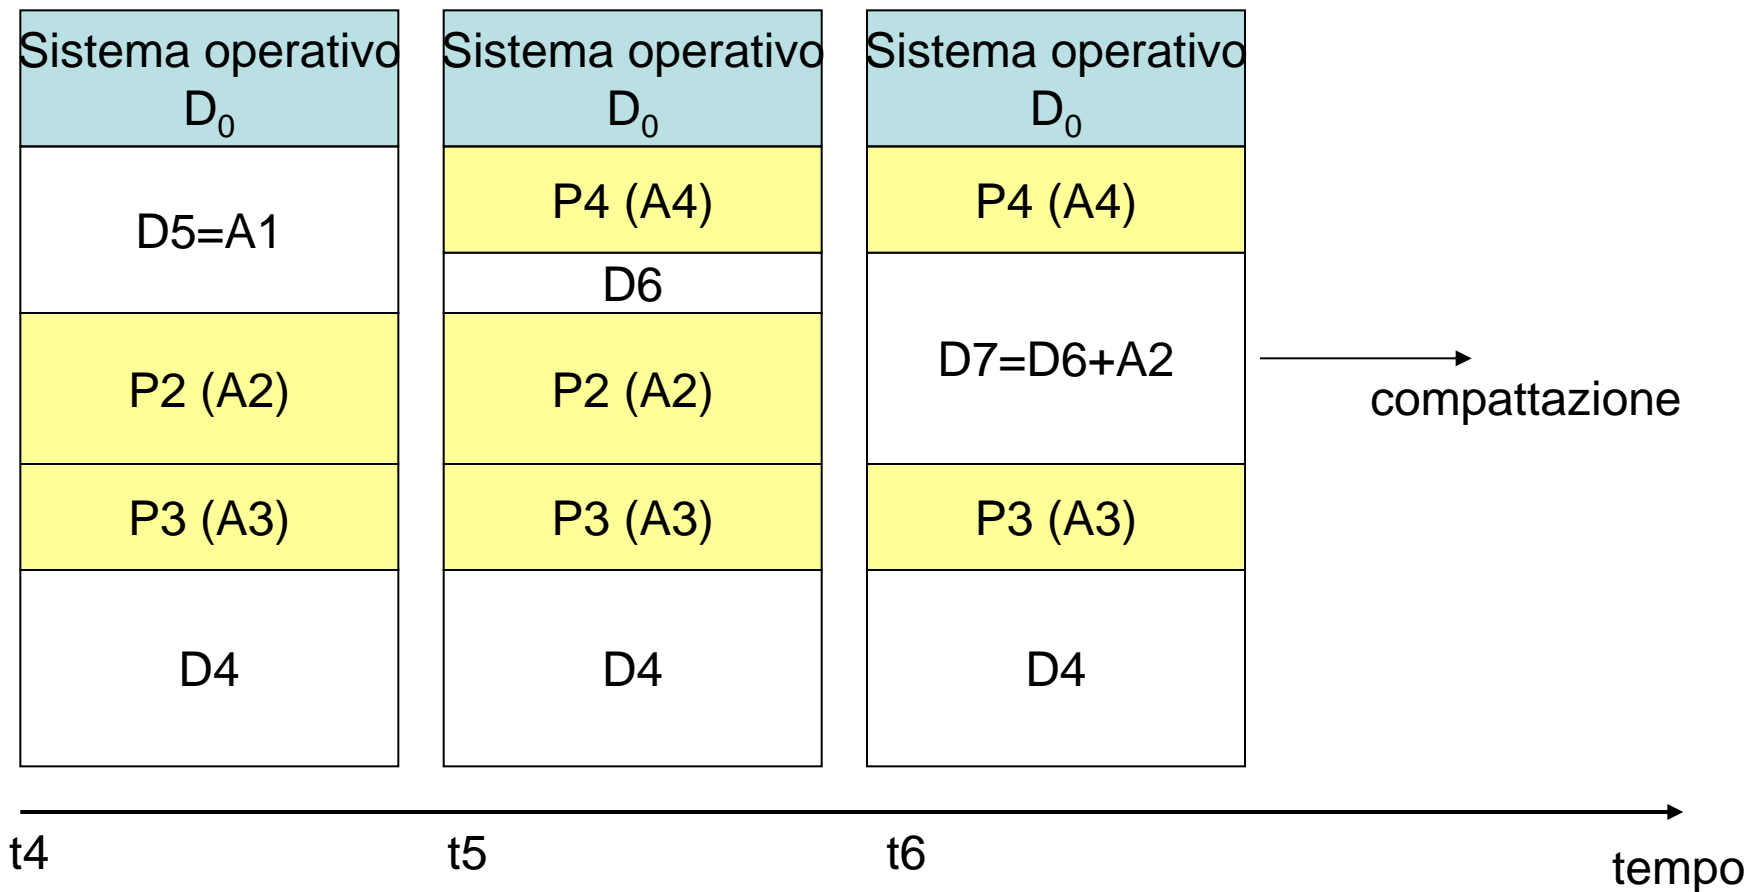 Sistema operativo
D₀
D5=A1
P2 (A2)
P3 (A3)
D4
Sistema operativo
D₀
P4 (A4)
D6
P2 (A2)
P3 (A3)
D4
Sistema operativo
D₀
P4 (A4)
D7=D6+A2
P3 (A3)
D4
compattazione
t4
t5
t6
tempo